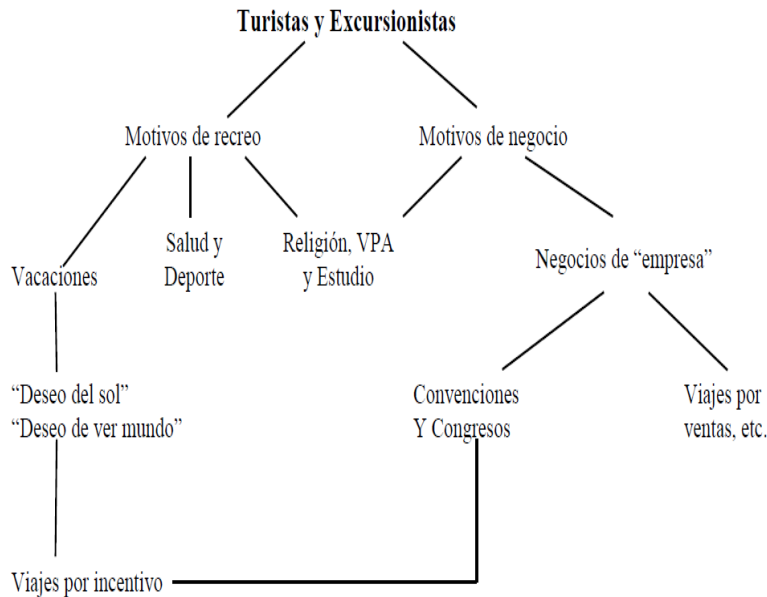 Turistas y Excursionistas
Motivos de recreo
Motivos de negocio
Salud y
Deporte
Religión, VPA
y Estudio
Vacaciones
Negocios de “empresa”
“Deseo del sol”
“Deseo de ver mundo”
Convenciones
Y Congresos
Viajes por
ventas, etc.
Viajes por incentivo